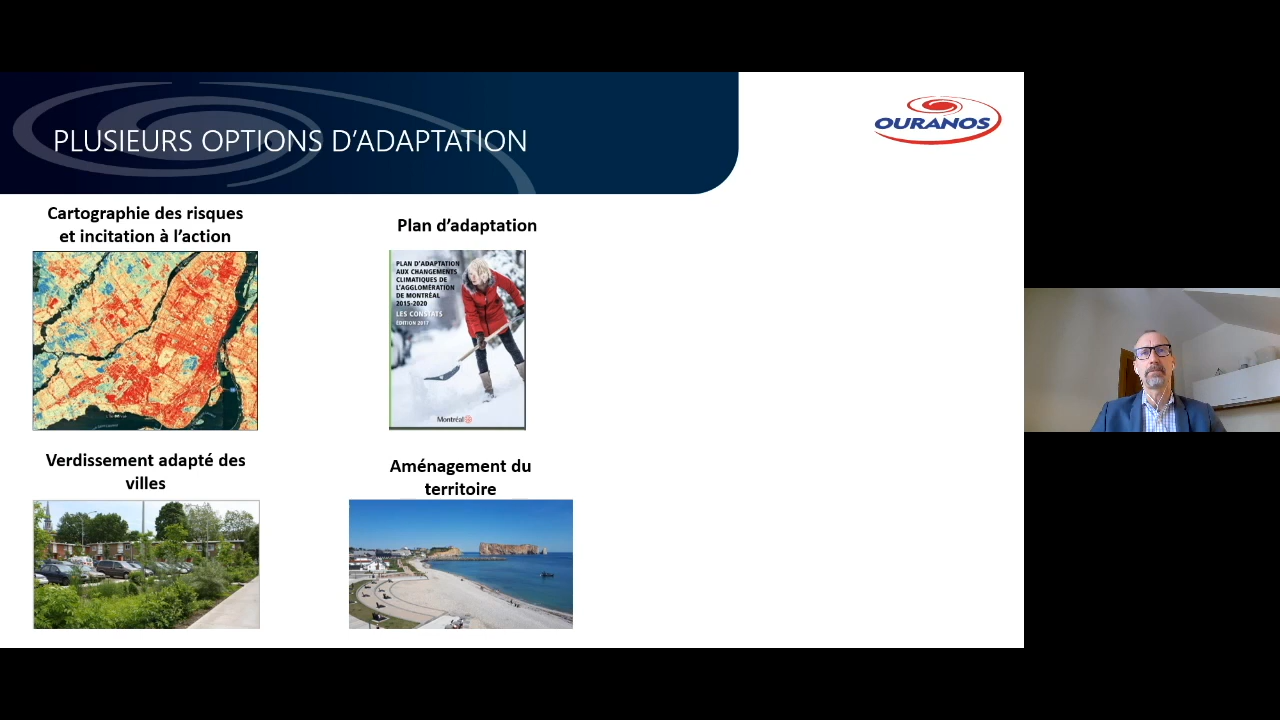 PLUSIEURS OPTIONS D'ADAPTATION
OURANOS
Cartographie des risques
et incitation à l'action
Plan d'adaptation
PLAN D'ADAPTATION
AUX CHANGEMENTS
CLIMATIQUES DE
L'AGGLOMÉRATION
DE MONTRÉAL
2015-2020
LES CONSTATS
ÉDITION 2017
Montréal
Verdissement adapté des
villes
Aménagement du
territoire